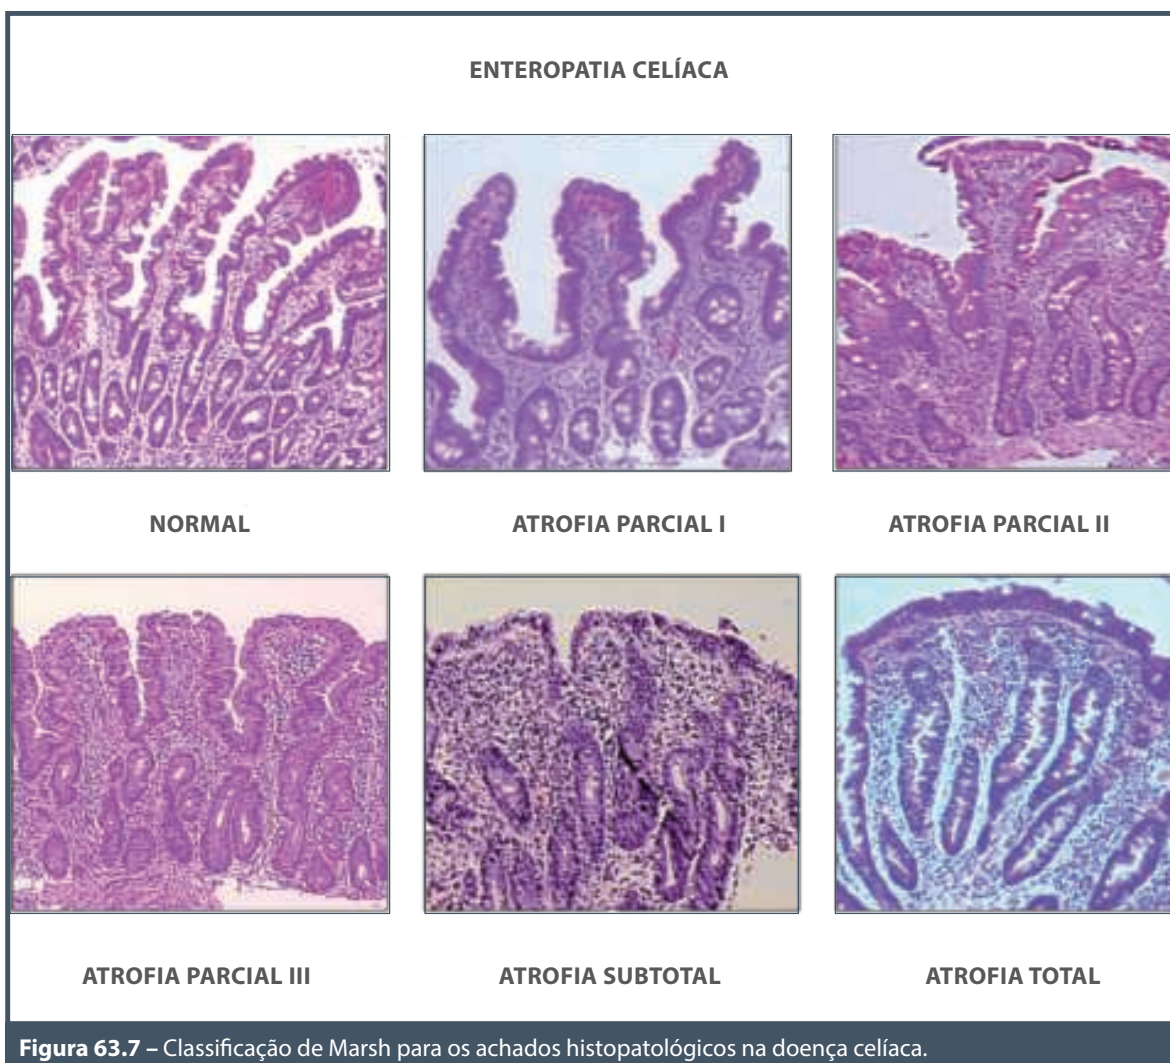 ENTEROPATIA CELÍACA
NORMAL
ATROFIA PARCIAL I
ATROFIA PARCIAL II
ATROFIA PARCIAL III
ATROFIA SUBTOTAL
ATROFIA TOTAL
Figura 63.7 – Classificação de Marsh para os achados histopatológicos na doença celíaca.